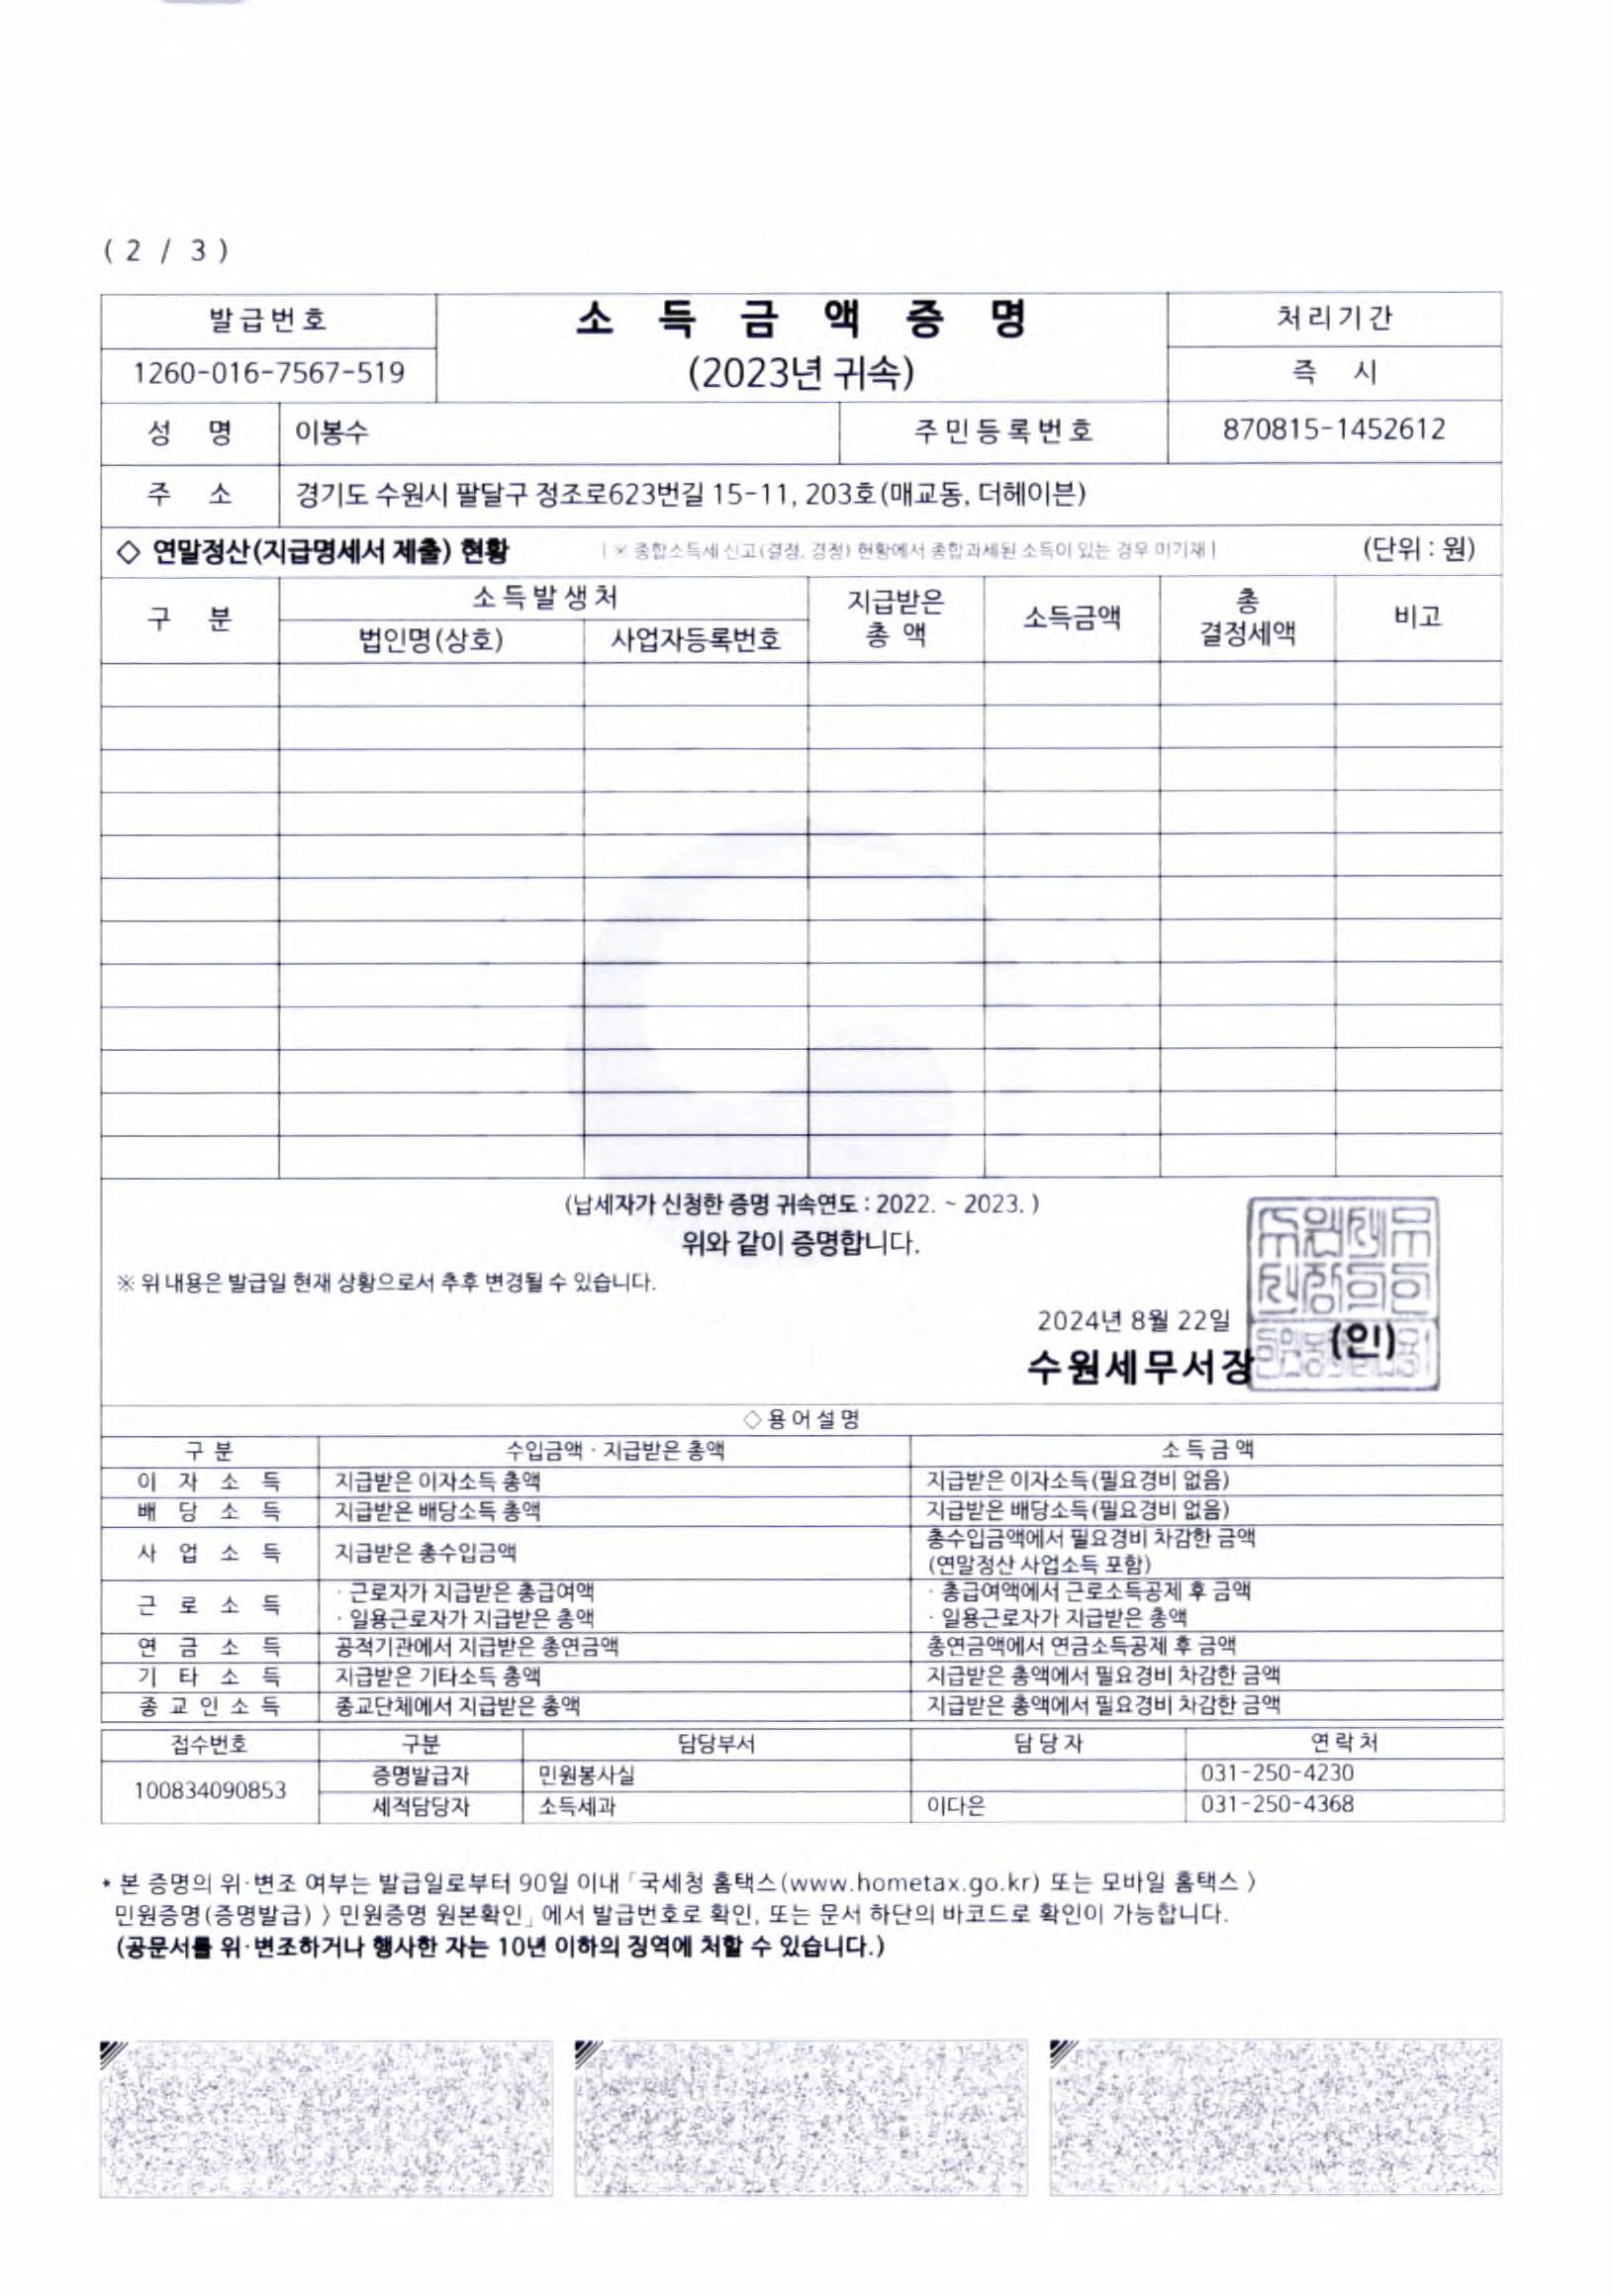 ( 2 / 3 )
발급번호
소 득 금 액 증 명
처리기간
1260-016-7567-519
(2023년 귀속)
즉 시
성 명 이봉수 주민등록번호 870815-1452612
주 소 경기도 수원시 팔달구 정조로623번길 15-11, 203호(매교동, 더헤이븐)
◇ 연말정산(지급명세서 제출) 현황 | ※ 종합소득세 신고(결정, 경정) 현황에서 종합과세된 소득이 있는 경우 미기재 | (단위 : 원)
구 분 소득발생처 지급받은 총 액 소득금액 총 결정세액 비고
법인명(상호) 사업자등록번호
(납세자가 신청한 증명 귀속연도 : 2022. ~ 2023. )
위와 같이 증명합니다.
※ 위 내용은 발급일 현재 상황으로서 추후 변경될 수 있습니다.
2024년 8월 22일
수원세무서장 (인)
◇용어설명
구 분 수입금액 · 지급받은 총액 소득금액
이 자 소 득 지급받은 이자소득 총액 지급받은 이자소득(필요경비 없음)
배 당 소 득 지급받은 배당소득 총액 지급받은 배당소득(필요경비 없음)
사 업 소 득 지급받은 총수입금액 총수입금액에서 필요경비 차감한 금액
(연말정산 사업소득 포함)
근 로 소 득 · 근로자가 지급받은 총급여액 · 총급여액에서 근로소득공제 후 금액
· 일용근로자가 지급받은 총액 · 일용근로자가 지급받은 총액
연 금 소 득 공적기관에서 지급받은 총연금액 총연금액에서 연금소득공제 후 금액
기 타 소 득 지급받은 기타소득 총액 지급받은 총액에서 필요경비 차감한 금액
종 교 인 소 득 종교단체에서 지급받은 총액 지급받은 총액에서 필요경비 차감한 금액
접수번호 구분 담당부서 담당자 연락처
100834090853 증명발급자 민원봉사실 031-250-4230
세적담당자 소득세과 이다은 031-250-4368
* 본 증명의 위·변조 여부는 발급일로부터 90일 이내「국세청 홈택스(www.hometax.go.kr) 또는 모바일 홈택스 〉
민원증명(증명발급) 〉 민원증명 원본확인」에서 발급번호로 확인, 또는 문서 하단의 바코드로 확인이 가능합니다.
(공문서를 위·변조하거나 행사한 자는 10년 이하의 징역에 처할 수 있습니다.)